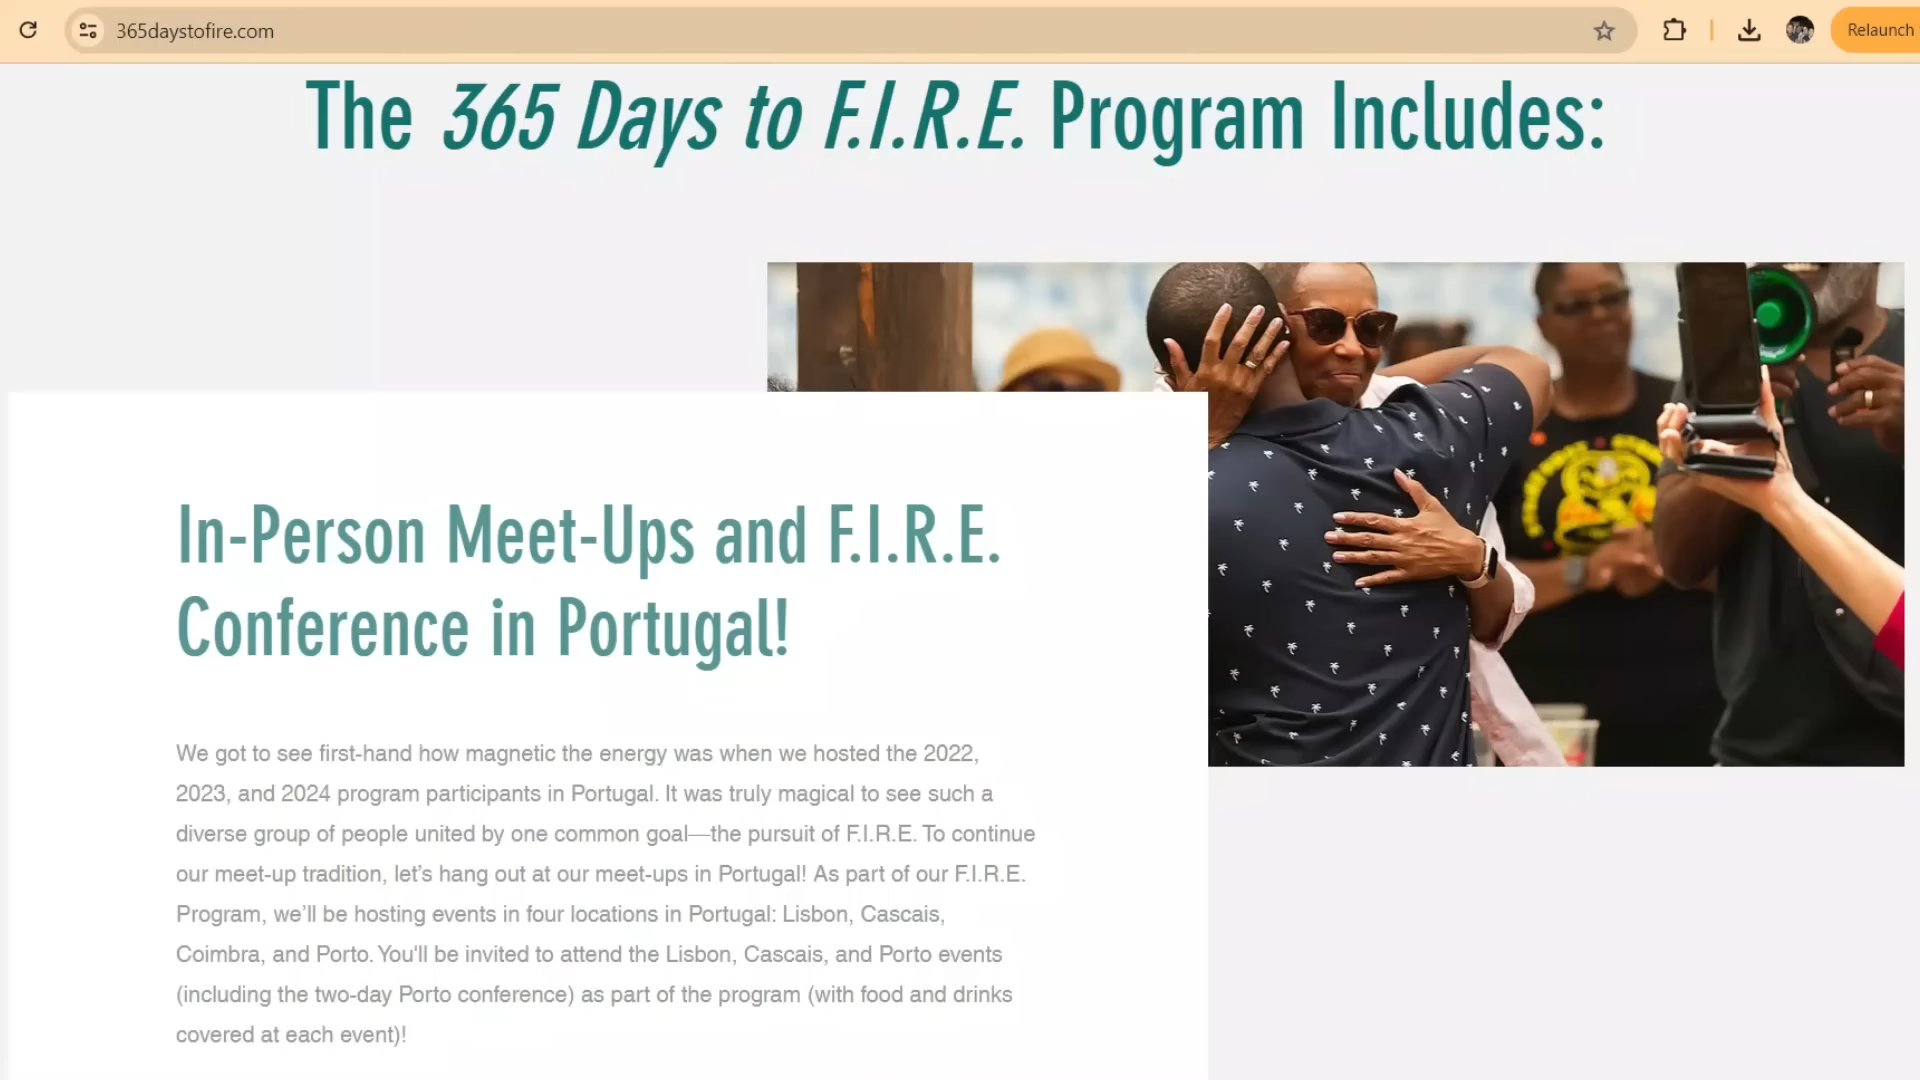 365daystofire.com
Relaunch
The 365 Days to F.I.R.E. Program Includes:
In-Person Meet-Ups and F.I.R.E.
Conference in Portugal!
We got to see first-hand how magnetic the energy was when we hosted the 2022,
2023, and 2024 program participants in Portugal. It was truly magical to see such a
diverse group of people united by one common goal—the pursuit of F.I.R.E. To continue
our meet-up tradition, let’s hang out at our meet-ups in Portugal! As part of our F.I.R.E.
Program, we’ll be hosting events in four locations in Portugal: Lisbon, Cascais,
Coimbra, and Porto. You'll be invited to attend the Lisbon, Cascais, and Porto events
(including the two-day Porto conference) as part of the program (with food and drinks
covered at each event)!